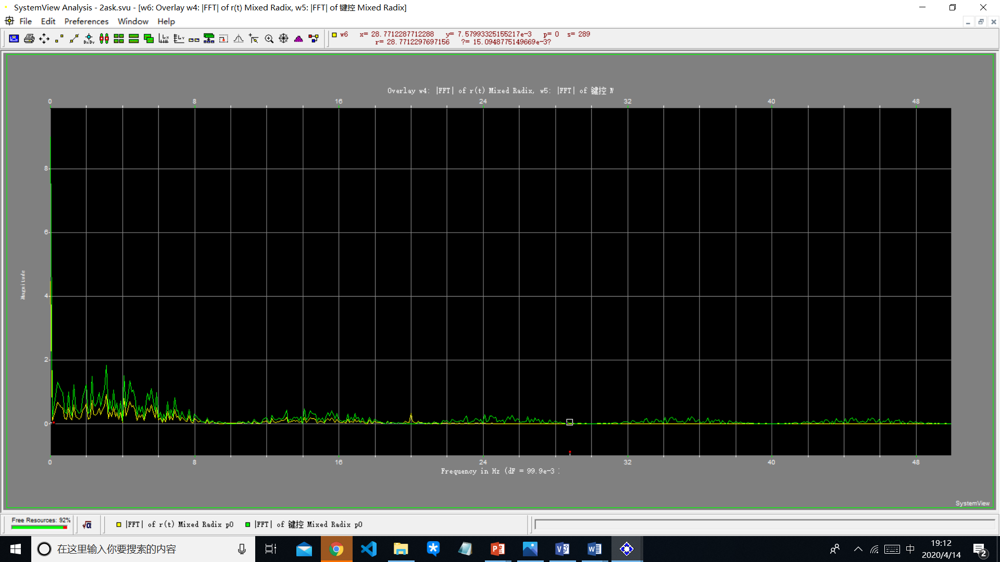 SystemView Analysis - 2ask.svu - [w6: Overlay w4: |FFT| of r(t) Mixed Radix, w5: |FFT| of 键控 Mixed Radix]
File Edit Preferences Window Help
w6 x= 28.7712287712288 y= 7.57993325155217e-3 p= 0 s= 289
r= 28.7712297697156 ?= 15.0948775149669e-3?
Overlay w4: |FFT| of r(t) Mixed Radix, w5: |FFT| of 键控
0 8 16 24 32 40 48
8
6
Magnitude
4
2
0
0 8 16 24 32 40 48
Frequency in Hz (dF = 99.9e-3
SystemView
Free Resources: 92%
|FFT| of r(t) Mixed Radix p0 |FFT| of 键控 Mixed Radix p0
在这里输入你要搜索的内容
中
19:12
2020/4/14
2